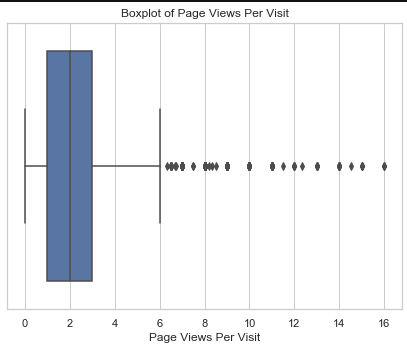 Boxplot of Page Views Per Visit
0 2 4 6 8 10 12 14 16
Page Views Per Visit